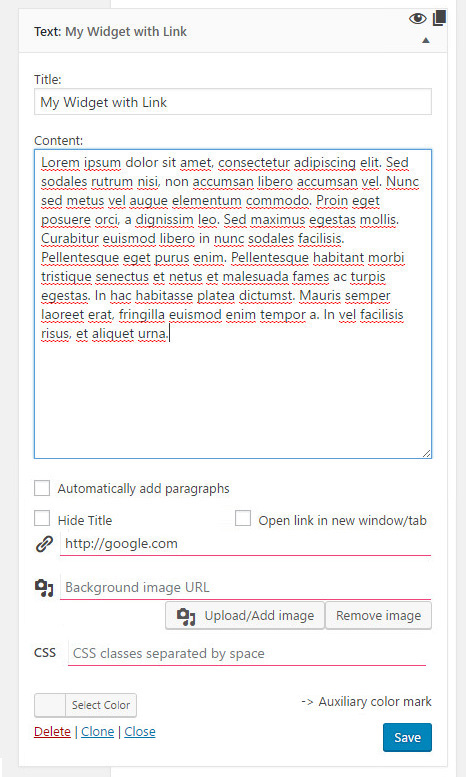 Text: My Widget with Link
Title:
My Widget with Link
Content:
Lorem ipsum dolor sit amet, consectetur adipiscing elit. Sed
sodales rutrum nisi, non accumsan libero accumsan vel. Nunc
sed metus vel augue elementum commodo. Proin eget
posuere orci, a dignissim leo. Sed maximus egestas mollis.
Curabitur euismod libero in nunc sodales facilisis.
Pellentesque eget purus enim. Pellentesque habitant morbi
tristique senectus et netus et malesuada fames ac turpis
egestas. In hac habitasse platea dictumst. Mauris semper
laoreet erat, fringilla euismod enim tempor a. In vel facilisis
risus, et aliquet urna.
Automatically add paragraphs
Hide Title Open link in new window/tab
http://google.com
Background image URL
Upload/Add image Remove image
CSS CSS classes separated by space
Select Color -> Auxiliary color mark
Delete | Clone | Close Save